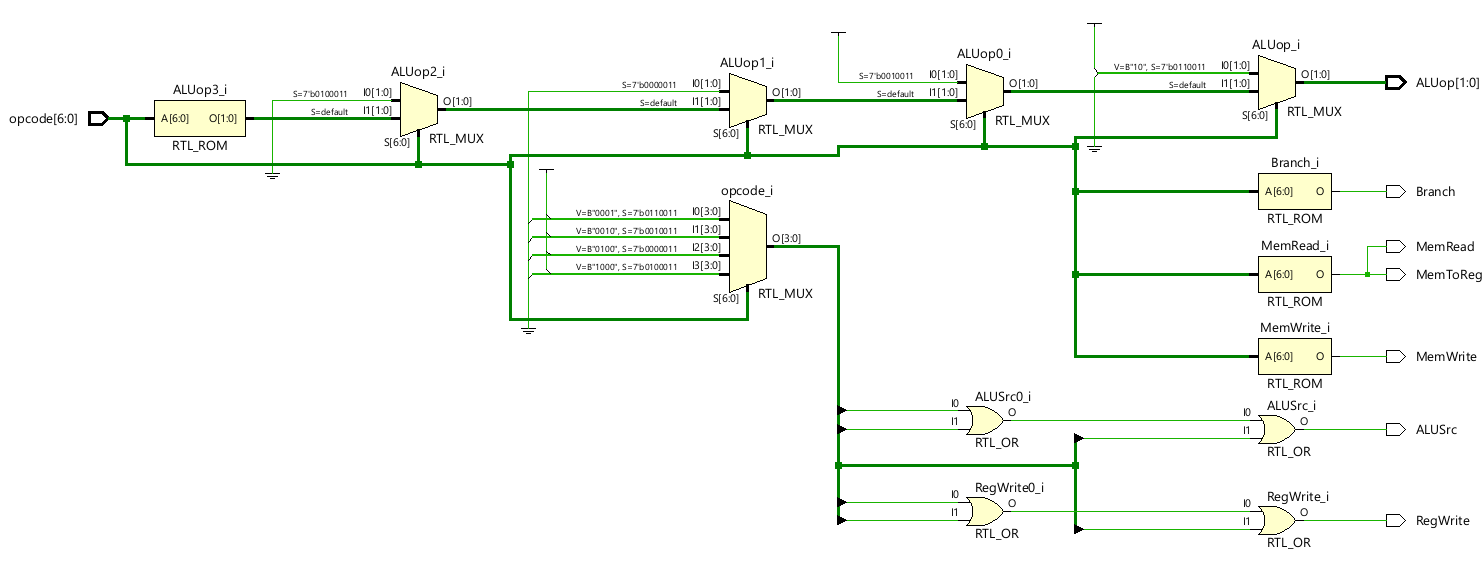 opcode[6:0]
ALUop3_i
A[6:0] O[1:0]
RTL_ROM
ALUop2_i
S=7'b0100011 I0[1:0]
S=default I1[1:0]
O[1:0]
S[6:0]
RTL_MUX
ALUop1_i
S=7'b0000011 I0[1:0]
S=default I1[1:0]
O[1:0]
S[6:0]
RTL_MUX
ALUop0_i
S=7'b0010011 I0[1:0]
S=default I1[1:0]
O[1:0]
S[6:0]
RTL_MUX
ALUop_i
V=B"10", S=7'b0110011 I0[1:0]
S=default I1[1:0]
O[1:0]
S[6:0]
RTL_MUX
ALUop[1:0]
opcode_i
V=B"0001", S=7'b0110011 I0[3:0]
V=B"0010", S=7'b0010011 I1[3:0]
V=B"0100", S=7'b0000011 I2[3:0]
V=B"1000", S=7'b0100011 I3[3:0]
O[3:0]
S[6:0]
RTL_MUX
Branch_i
A[6:0] O
RTL_ROM
Branch
MemRead_i
A[6:0] O
RTL_ROM
MemRead
MemToReg
MemWrite_i
A[6:0] O
RTL_ROM
MemWrite
ALUSrc0_i
I0
I1
O
RTL_OR
ALUSrc_i
I0
I1
O
RTL_OR
ALUSrc
RegWrite0_i
I0
I1
O
RTL_OR
RegWrite_i
I0
I1
O
RTL_OR
RegWrite